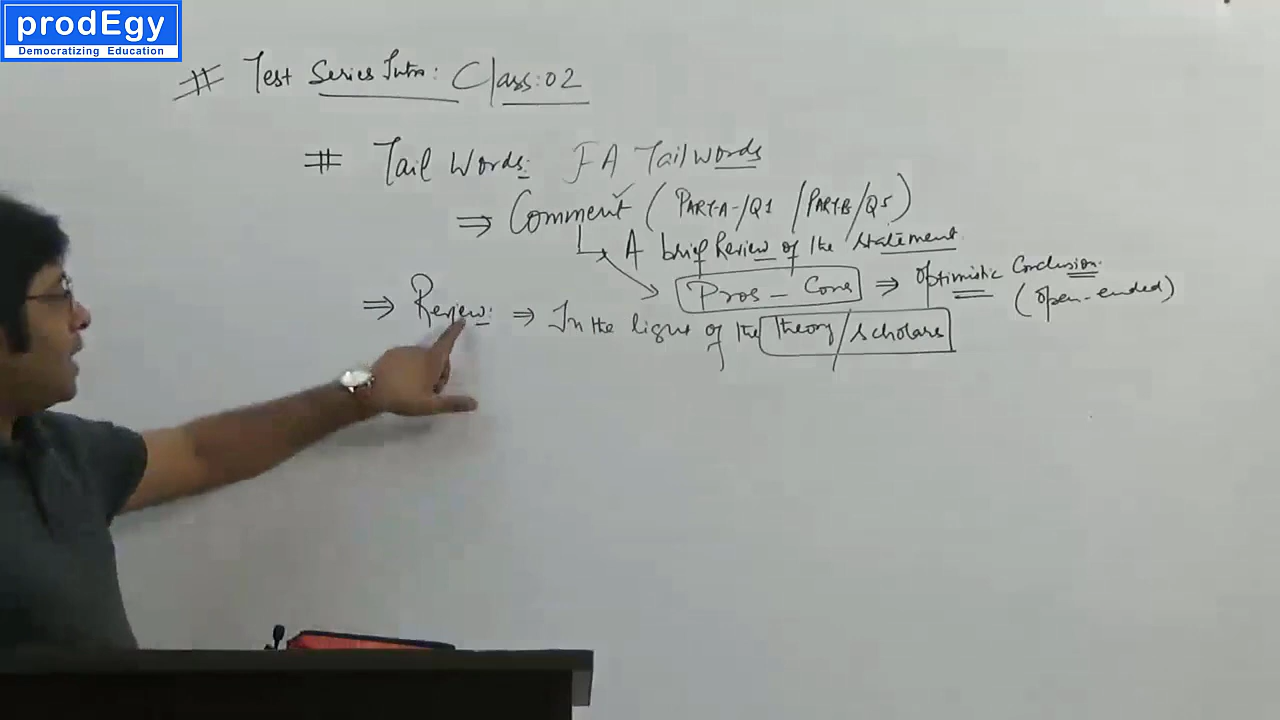 prodEgy
Democratizing Education
# Test Series Intro: Class:02
# Tail Words: FA Tailwords
⇒ Comment ✓ (PART-A-/Q1 /PARTB/Q5)
A brief Review of the statement.
Pros - Cons ⇒ optimistic Conclusion.
(open-ended)
⇒ Review: ⇒ In the light of the theory/scholars